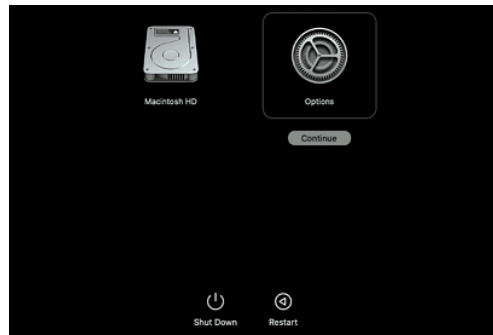 Macintosh HD
Options
Continue
Shut Down
Restart